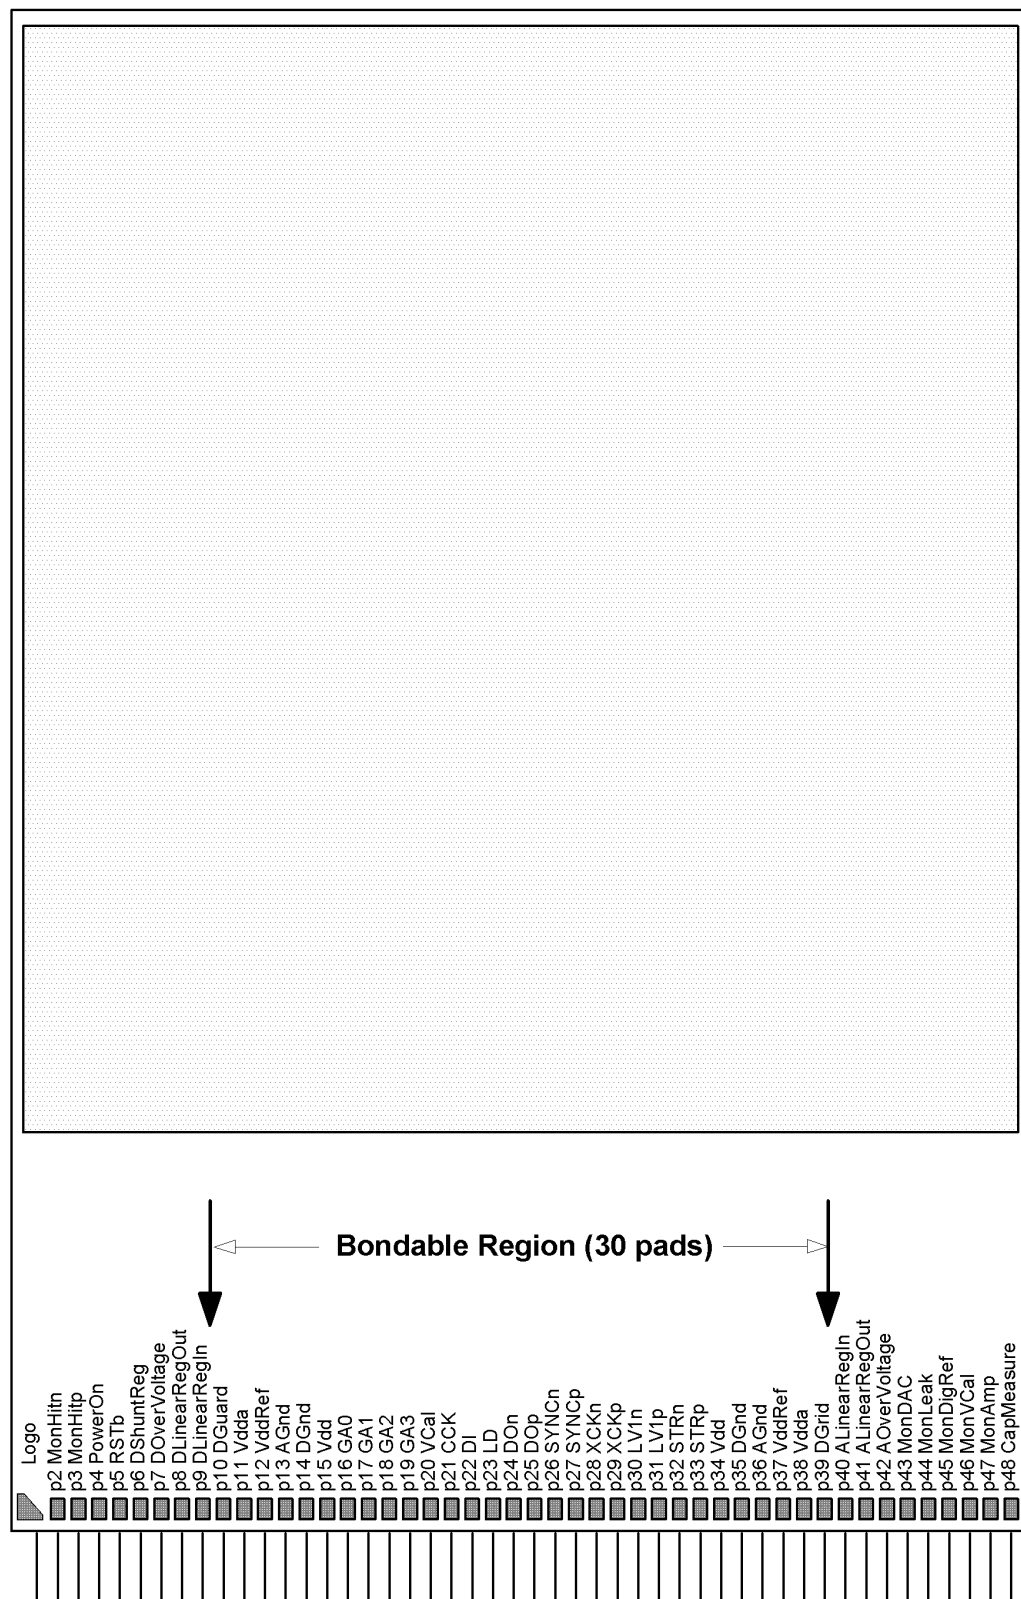 Bondable Region (30 pads)
Logo
p2 MonHitn
p3 MonHitp
p4 PowerOn
p5 RSTb
p6 DShuntReg
p7 DOverVoltage
p8 DLinearRegOut
p9 DLinearRegIn
p10 DGuard
p11 Vdda
p12 VddRef
p13 AGnd
p14 DGnd
p15 Vdd
p16 GA0
p17 GA1
p18 GA2
p19 GA3
p20 VCal
p21 CCK
p22 DI
p23 LD
p24 DOn
p25 DOp
p26 SYNCn
p27 SYNCp
p28 XCKn
p29 XCKp
p30 LV1n
p31 LV1p
p32 STRn
p33 STRp
p34 Vdd
p35 DGnd
p36 AGnd
p37 VddRef
p38 Vdda
p39 DGrid
p40 ALinearRegIn
p41 ALinearRegOut
p42 AOverVoltage
p43 MonDAC
p44 MonLeak
p45 MonDigRef
p46 MonVCal
p47 MonAmp
p48 CapMeasure